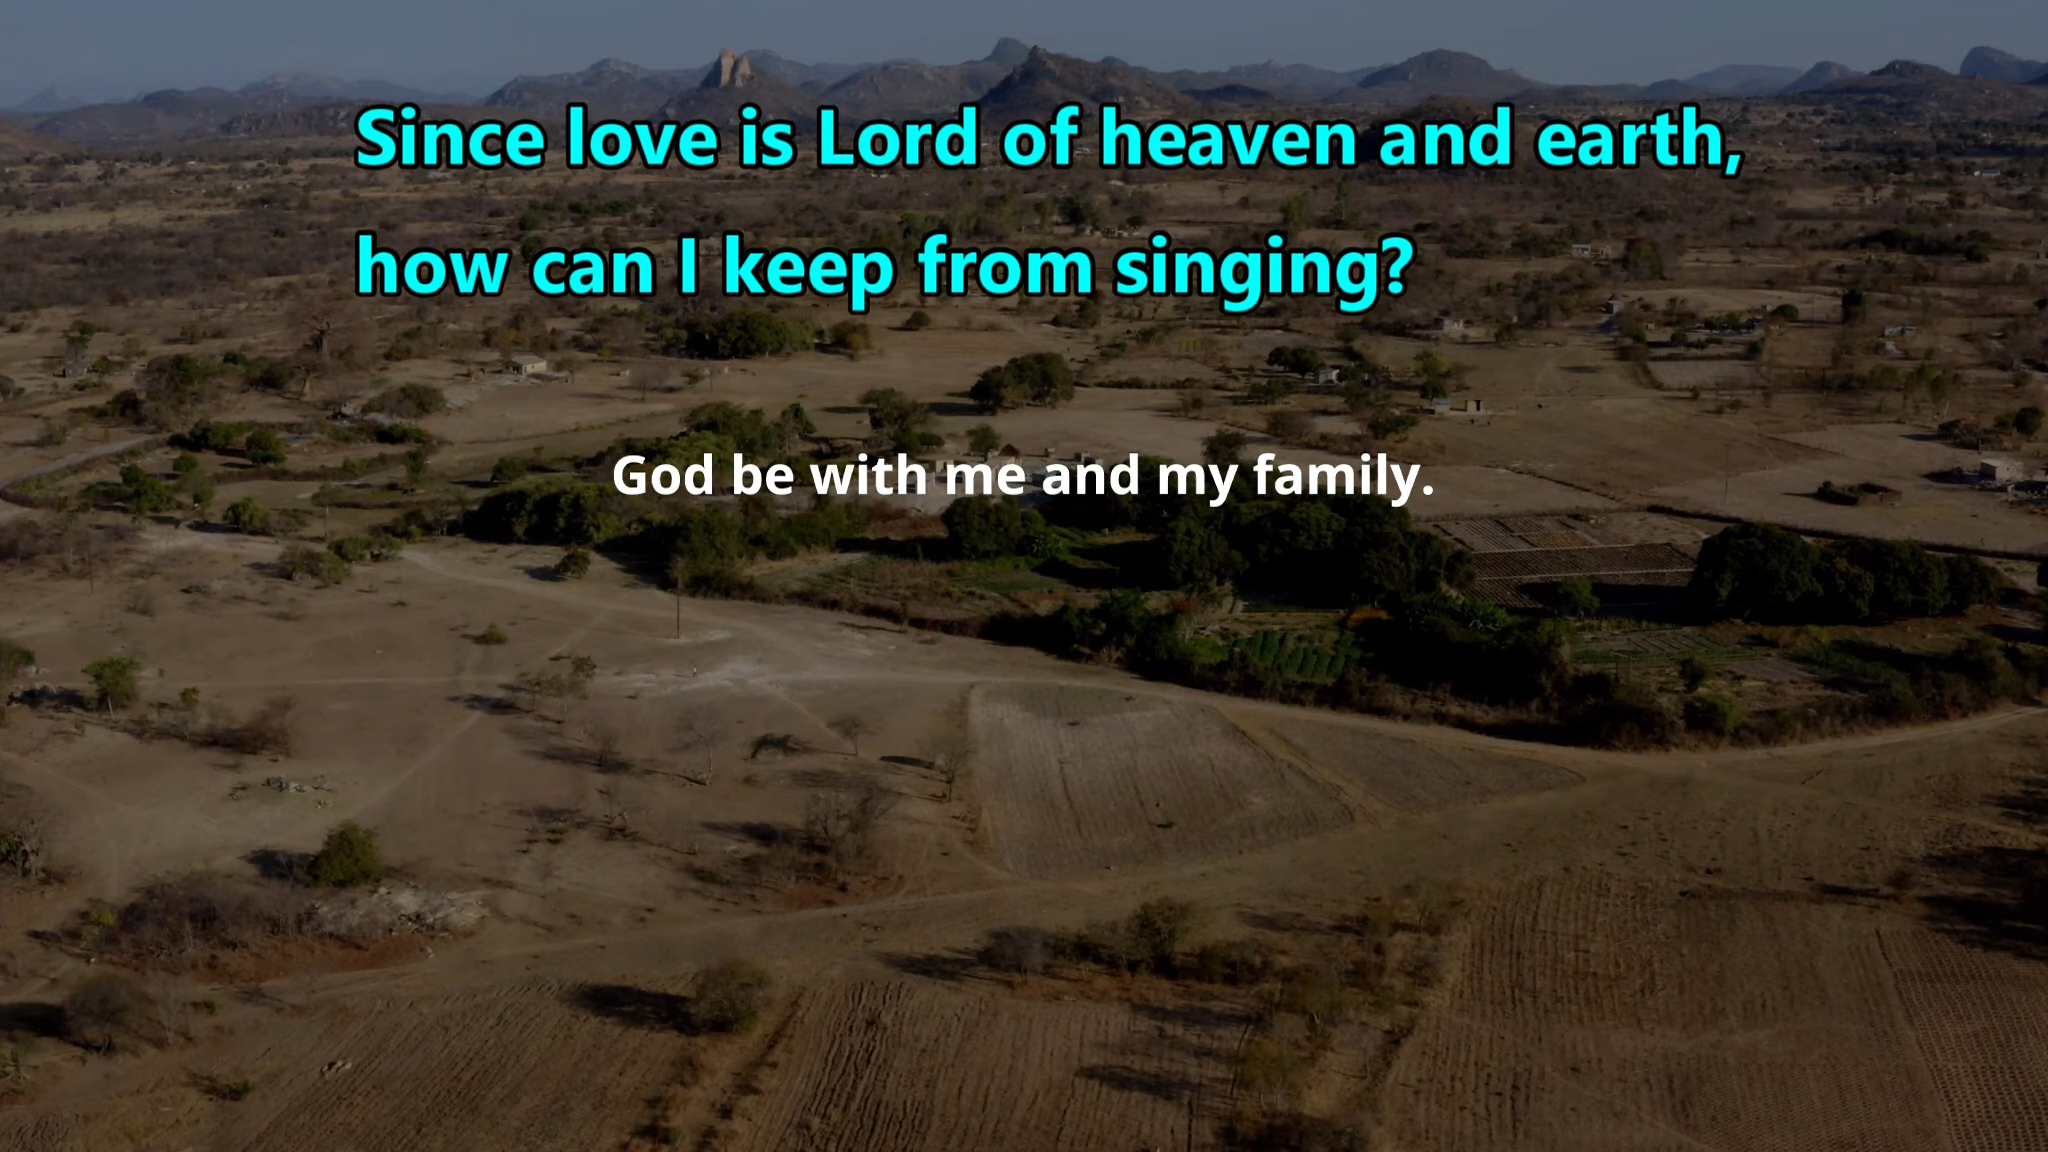 Since love is Lord of heaven and earth,
how can I keep from singing?
God be with me and my family.